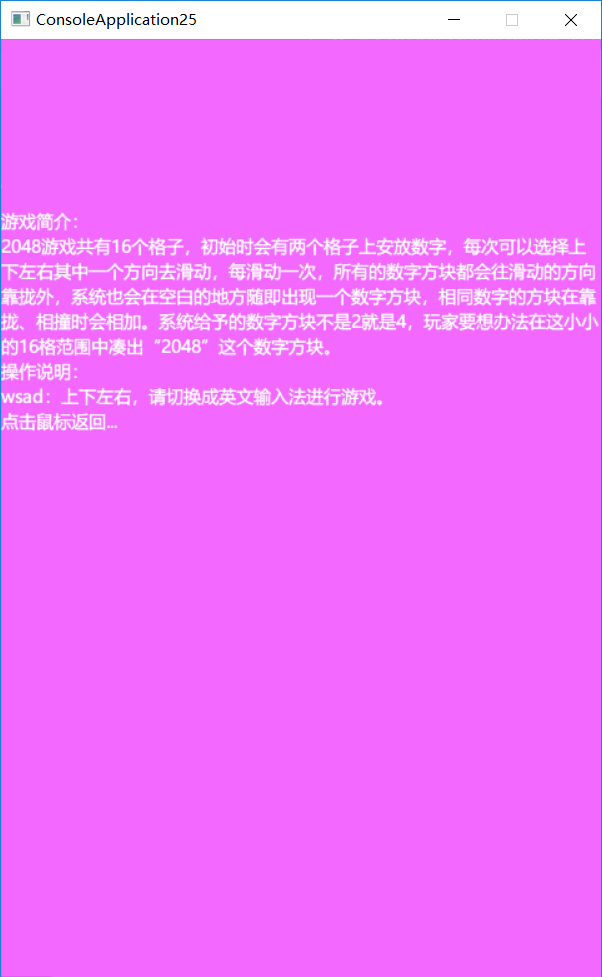 ConsoleApplication25
游戏简介：
2048游戏共有16个格子，初始时会有两个格子上安放数字，每次可以选择上
下左右其中一个方向去滑动，每滑动一次，所有的数字方块都会往滑动的方向
靠拢外，系统也会在空白的地方随即出现一个数字方块，相同数字的方块在靠
拢、相撞时会相加。系统给予的数字方块不是2就是4，玩家要想办法在这小小
的16格范围中凑出“2048”这个数字方块。
操作说明：
wsad：上下左右，请切换成英文输入法进行游戏。
点击鼠标返回...